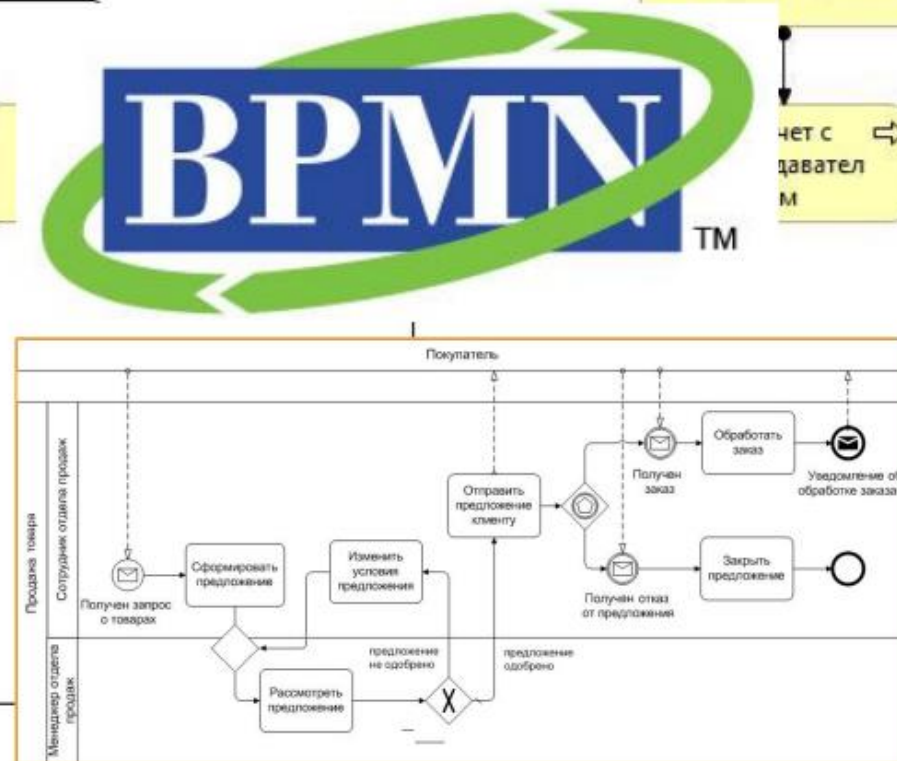 BPMN
TM
чет с
давател
м
Покупатель
Продажа товара
Сотрудник отдела продаж
Менеджер отдела
продаж
Получен запрос
о товарах
Сформировать
предложение
Изменить
условия
предложения
Рассмотреть
предложение
предложение
не одобрено
предложение
одобрено
Отправить
предложение
клиенту
Получен
заказ
Обработать
заказ
Уведомление об
обработке заказа
Получен отказ
от предложения
Закрыть
предложение